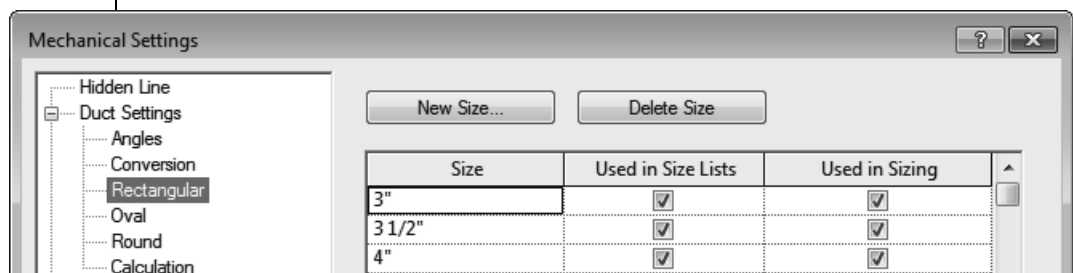 Mechanical Settings
Hidden Line
Duct Settings
Angles
Conversion
Rectangular
Oval
Round
Calculation
New Size... Delete Size
Size Used in Size Lists Used in Sizing
3"
3 1/2"
4"